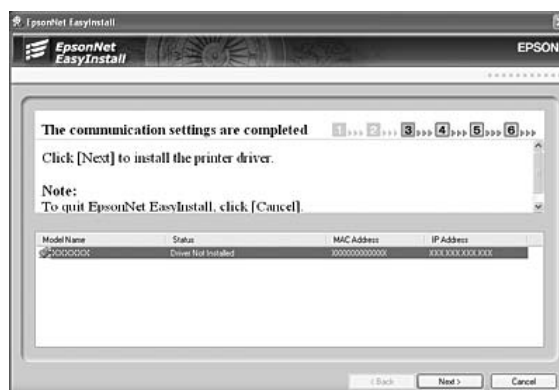 EpsonNet EasyInstall
EpsonNet
EasyInstall
EPSON
The communication settings are completed
1 2 3 4 5 6
Click [Next] to install the printer driver.
Note:
To quit EpsonNet EasyInstall, click [Cancel].
Model Name Status MAC Address IP Address
XXXXXXX Driver Not Installed XXXXXXXXXXXX XXX.XXX.XXX.XXX
< Back Next > Cancel